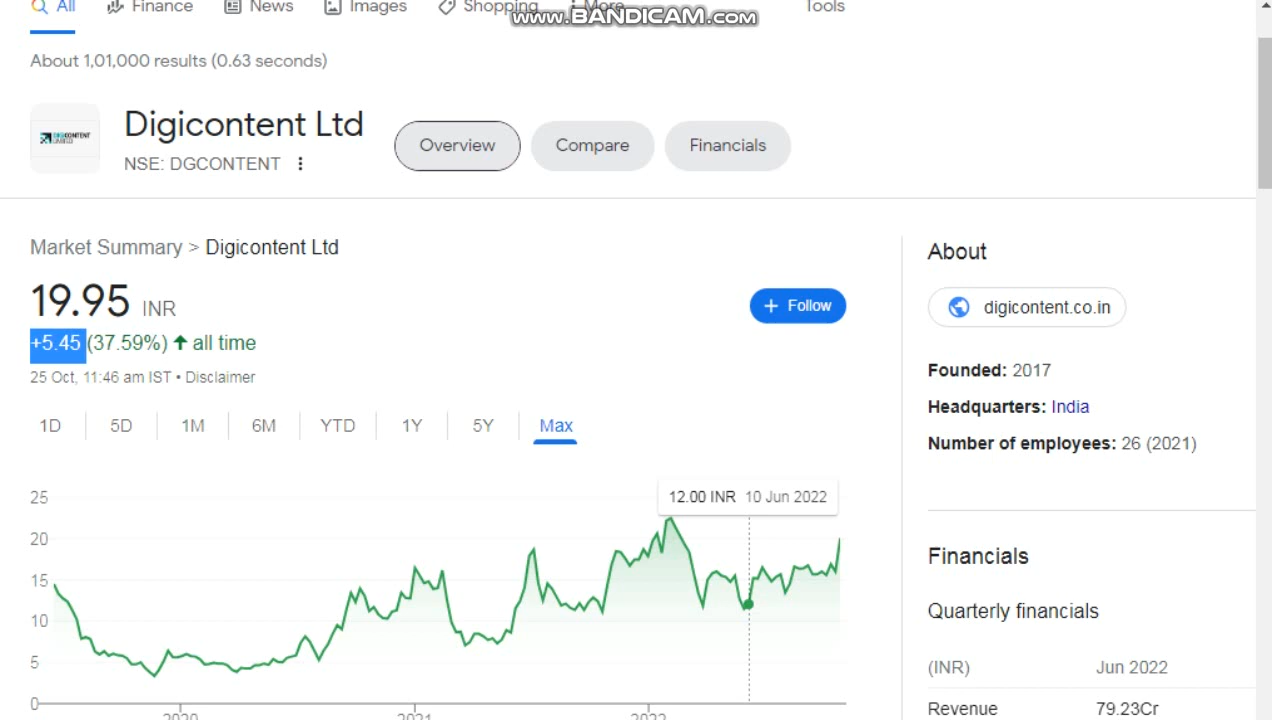 All Finance News Images Shopping More Tools
www.BANDICAM.com
About 1,01,000 results (0.63 seconds)
DIGICONTENT LIMITED
Digicontent Ltd
NSE: DGCONTENT
Overview Compare Financials
Market Summary > Digicontent Ltd
19.95 INR
+ Follow
+5.45 (37.59%) ↑ all time
25 Oct, 11:46 am IST • Disclaimer
1D 5D 1M 6M YTD 1Y 5Y Max
12.00 INR 10 Jun 2022
25
20
15
10
5
0
2020 2021 2022
About
digicontent.co.in
Founded: 2017
Headquarters: India
Number of employees: 26 (2021)
Financials
Quarterly financials
(INR) Jun 2022
Revenue 79.23Cr